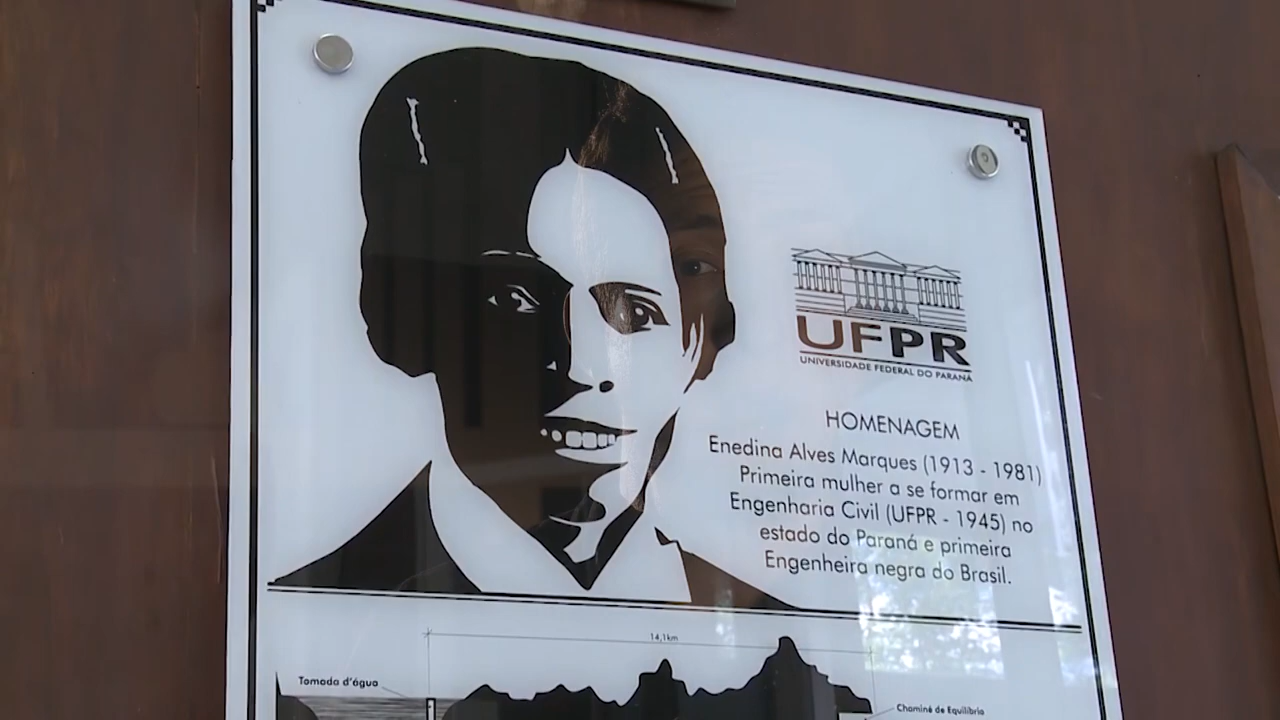 UFPR
UNIVERSIDADE FEDERAL DO PARANÁ
HOMENAGEM
Enedina Alves Marques (1913 - 1981)
Primeira mulher a se formar em
Engenharia Civil (UFPR - 1945) no
estado do Paraná e primeira
Engenheira negra do Brasil.
14,1km
Tomada d'água
Chaminé de Equilíbrio